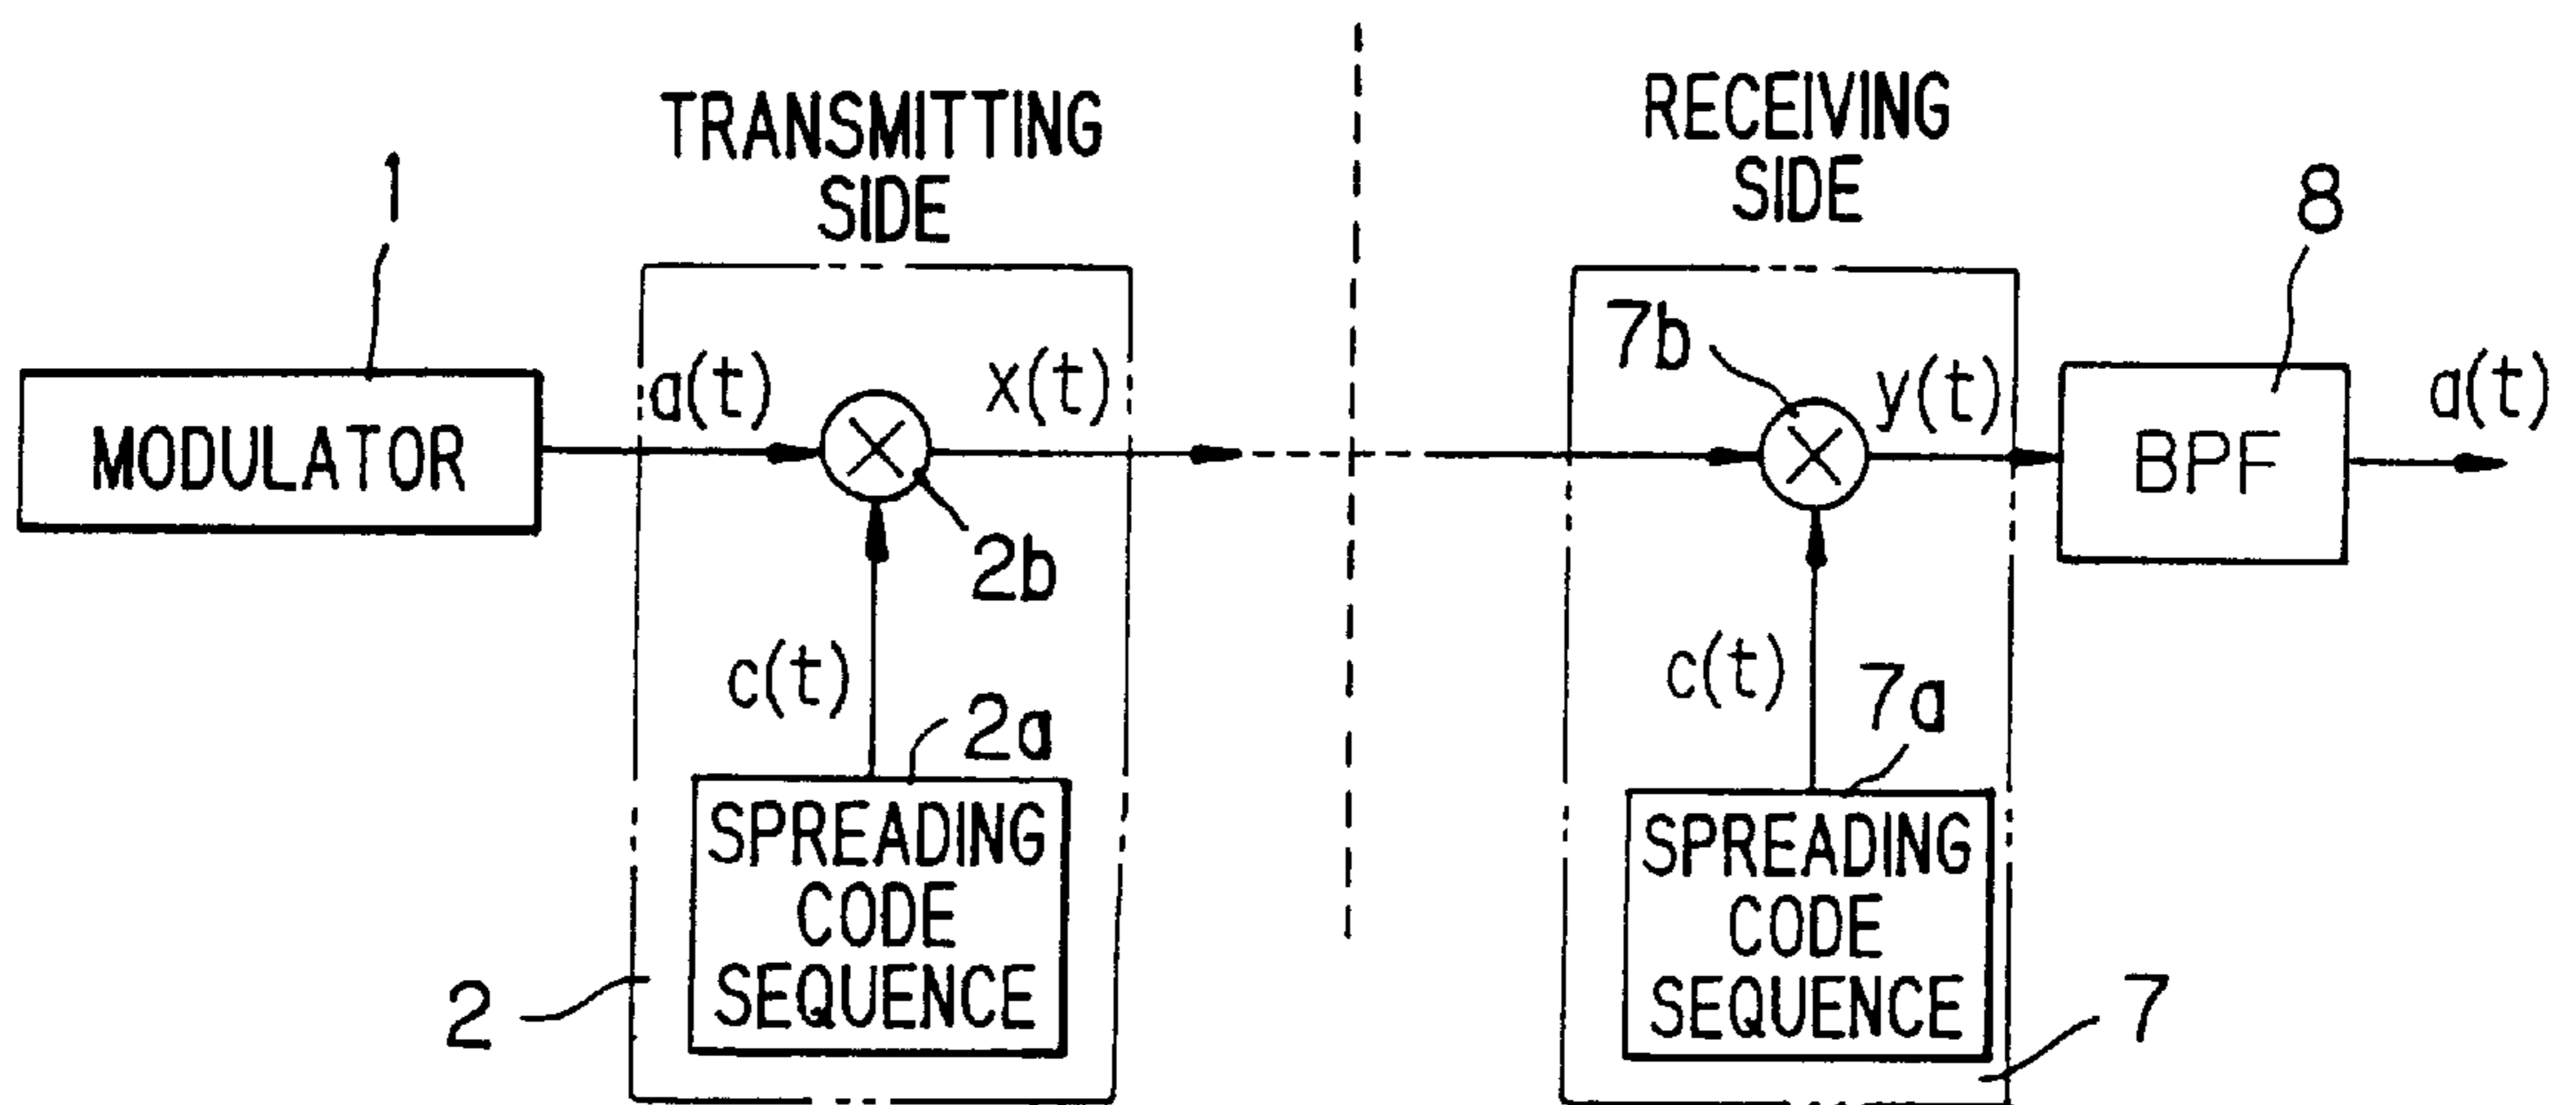 TRANSMITTING
SIDE
RECEIVING
SIDE
1
8
7b
a(t)
x(t)
y(t)
a(t)
MODULATOR
BPF
2b
c(t)
c(t)
2a
7a
SPREADING
CODE
SEQUENCE
SPREADING
CODE
SEQUENCE
2
7